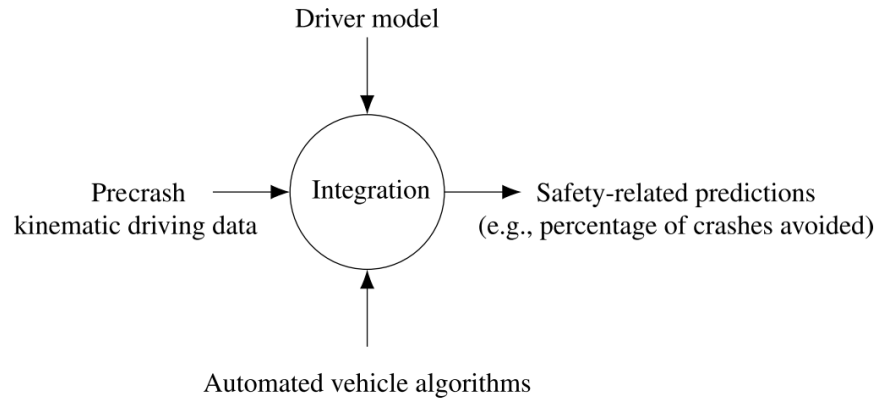 Driver model
Precrash
kinematic driving data
Integration
Safety-related predictions
(e.g., percentage of crashes avoided)
Automated vehicle algorithms